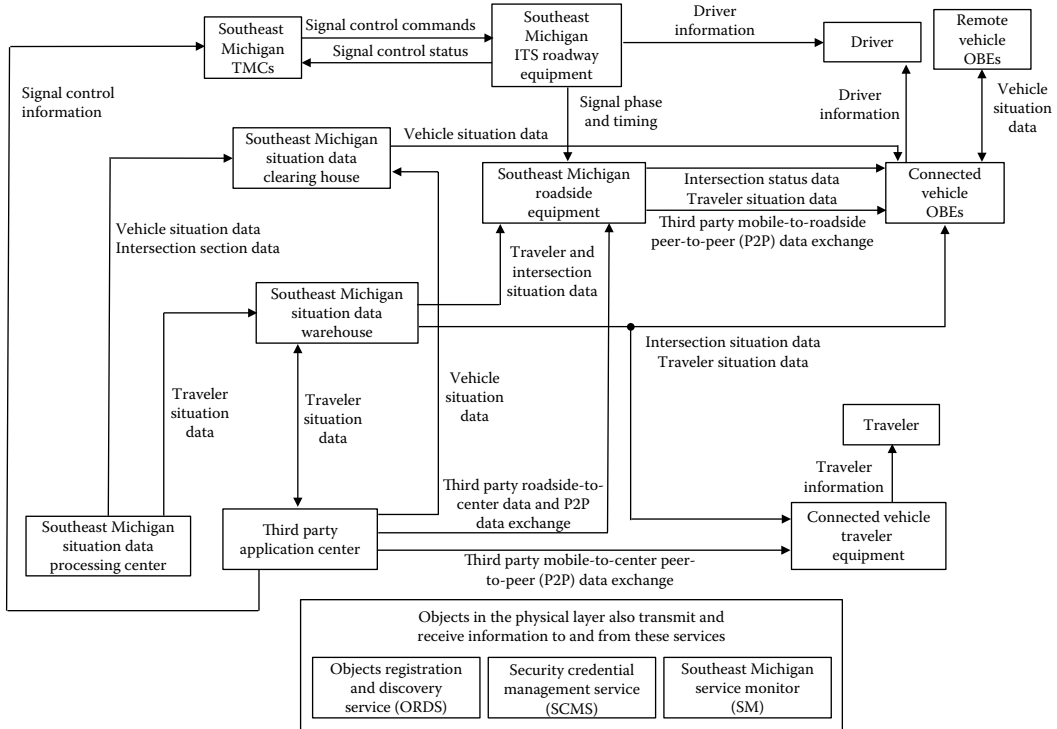 Southeast
Michigan
TMCs
Signal control commands
Signal control status
Southeast
Michigan
ITS roadway
equipment
Driver
information
Driver
Remote
vehicle
OBEs
Signal control
information
Signal phase
and timing
Driver
information
Vehicle
situation
data
Southeast Michigan
situation data
clearing house
Vehicle situation data
Southeast Michigan
roadside
equipment
Intersection status data
Traveler situation data
Third party mobile-to-roadside
peer-to-peer (P2P) data exchange
Connected
vehicle
OBEs
Vehicle situation data
Intersection section data
Traveler and
intersection
situation data
Southeast Michigan
situation data
warehouse
Intersection situation data
Traveler situation data
Traveler
situation
data
Traveler
situation
data
Vehicle
situation
data
Traveler
Traveler
information
Third party roadside-to-
center data and P2P
data exchange
Southeast Michigan
situation data
processing center
Third party
application center
Third party mobile-to-center peer-
to-peer (P2P) data exchange
Connected vehicle
traveler
equipment
Objects in the physical layer also transmit and
receive information to and from these services
Objects registration
and discovery
service (ORDS)
Security credential
management service
(SCMS)
Southeast Michigan
service monitor
(SM)